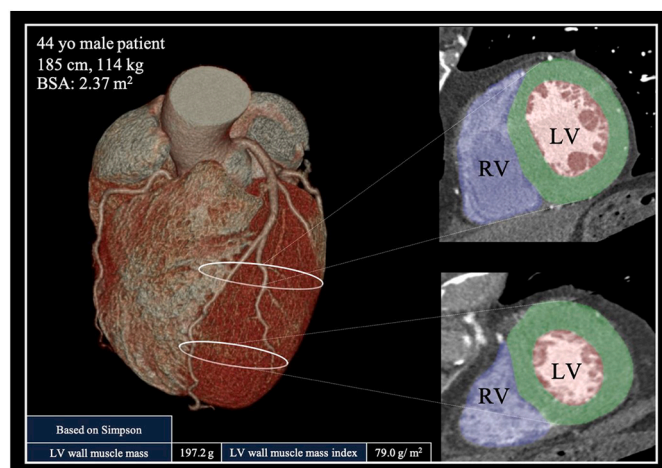 44 yo male patient
185 cm, 114 kg
BSA: 2.37 m²
LV
RV
LV
RV
Based on Simpson
LV wall muscle mass 197.2 g LV wall muscle mass index 79.0 g/ m²